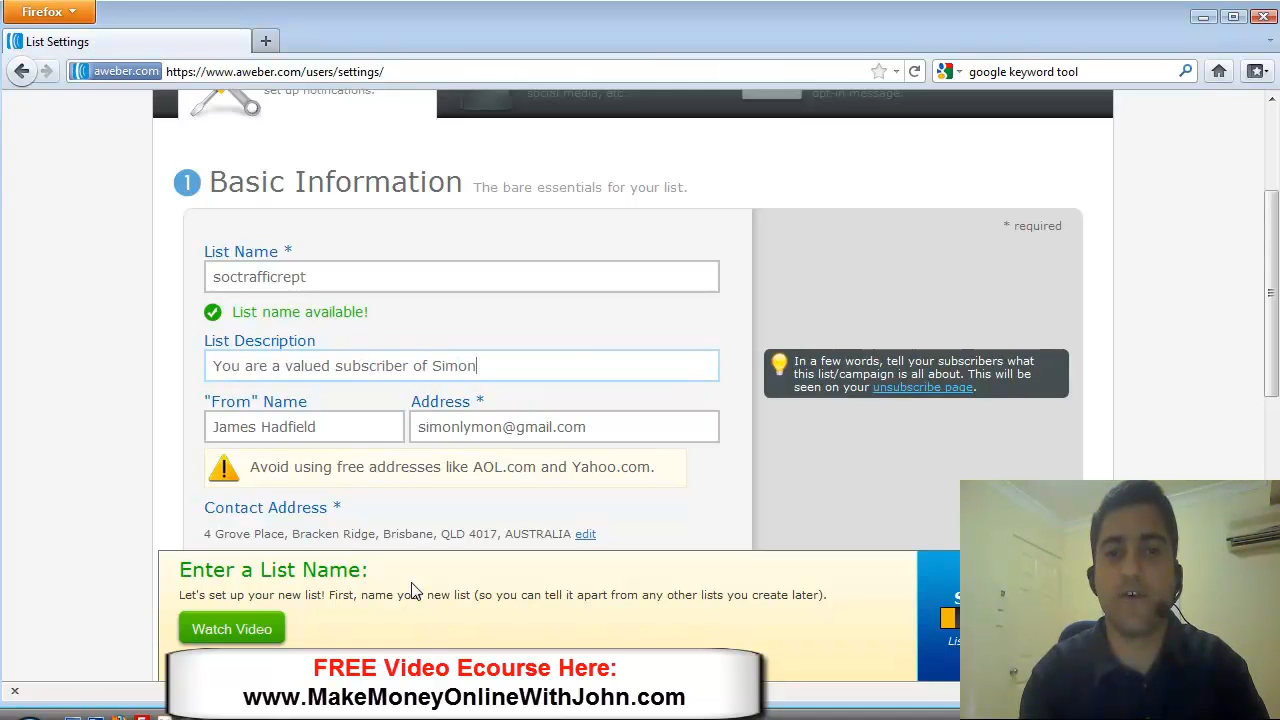 Firefox
List Settings
aweber.com https://www.aweber.com/users/settings/
google keyword tool
set up notifications.
social media, etc..
opt-in message.
1 Basic Information The bare essentials for your list.
* required
List Name *
soctrafficrept
List name available!
List Description
You are a valued subscriber of Simon
In a few words, tell your subscribers what
this list/campaign is all about. This will be
seen on your unsubscribe page.
"From" Name Address *
James Hadfield simonlymon@gmail.com
Avoid using free addresses like AOL.com and Yahoo.com.
Contact Address *
4 Grove Place, Bracken Ridge, Brisbane, QLD 4017, AUSTRALIA edit
Enter a List Name:
Let's set up your new list! First, name your new list (so you can tell it apart from any other lists you create later).
Watch Video
FREE Video Ecourse Here:
www.MakeMoneyOnlineWithJohn.com